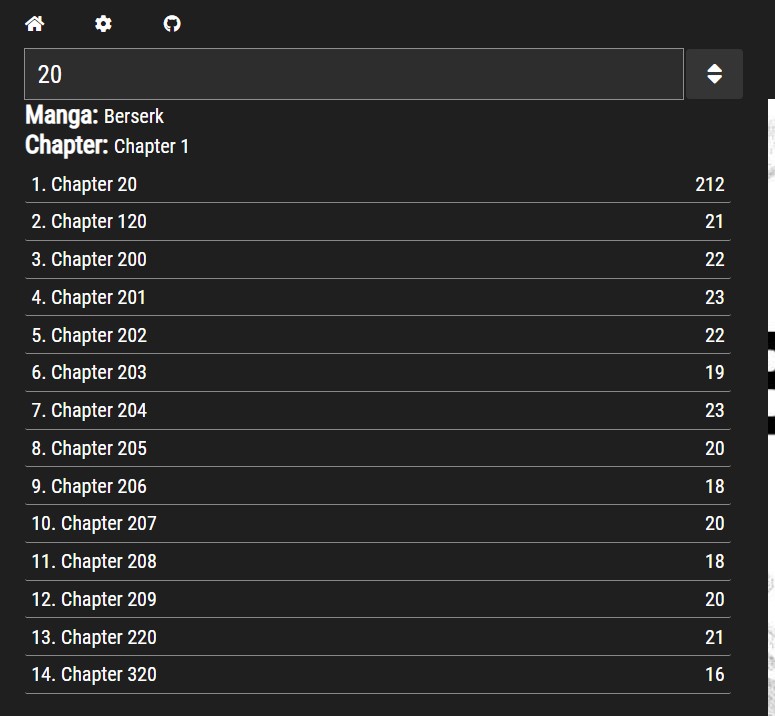 20
Manga: Berserk
Chapter: Chapter 1
1. Chapter 20 212
2. Chapter 120 21
3. Chapter 200 22
4. Chapter 201 23
5. Chapter 202 22
6. Chapter 203 19
7. Chapter 204 23
8. Chapter 205 20
9. Chapter 206 18
10. Chapter 207 20
11. Chapter 208 18
12. Chapter 209 20
13. Chapter 220 21
14. Chapter 320 16